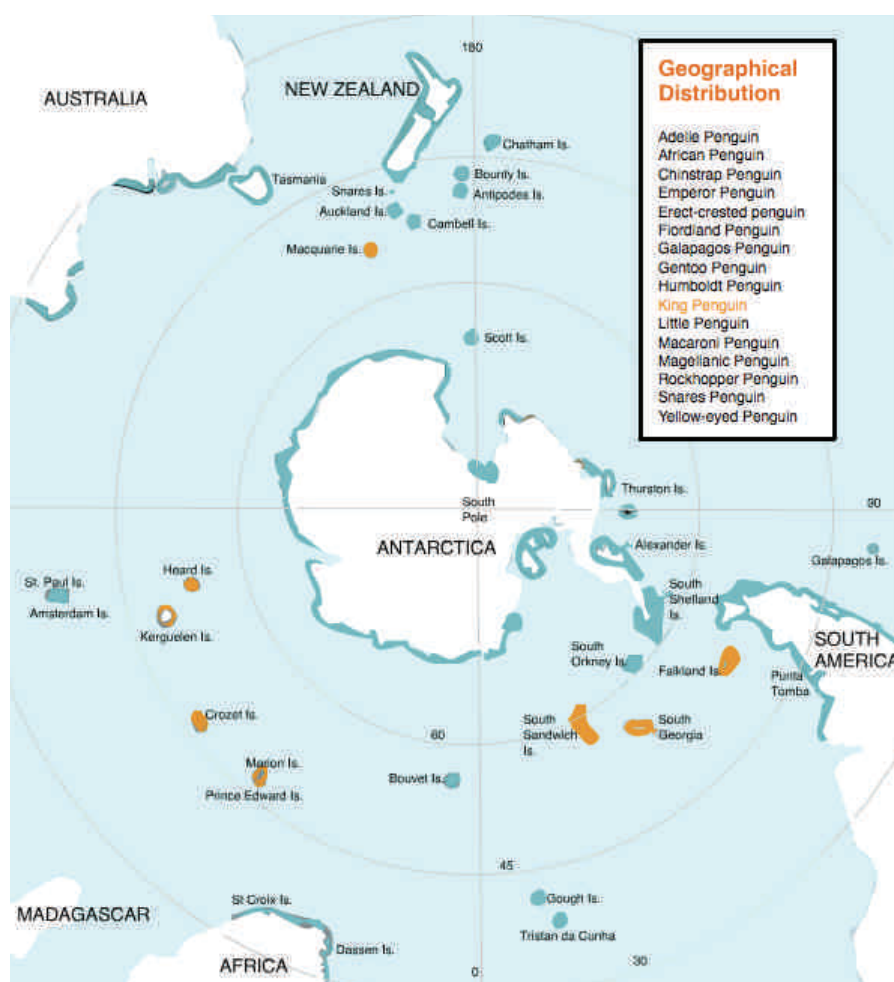 180
Geographical
Distribution
AUSTRALIA
NEW ZEALAND
Adelie Penguin
African Penguin
Chinstrap Penguin
Emperor Penguin
Erect-crested penguin
Fiordland Penguin
Galapagos Penguin
Gentoo Penguin
Humboldt Penguin
King Penguin
Little Penguin
Macaroni Penguin
Magellanic Penguin
Rockhopper Penguin
Snares Penguin
Yellow-eyed Penguin
Chatham Is.
Tasmania
Bounty Is.
Snares Is.
Antipodes Is.
Auckland Is.
Cambell Is.
Macquarie Is.
Scott Is.
Thurston Is.
South
Pole
90
ANTARCTICA
Alexander Is.
Galapagos Is.
Heard Is.
St. Paul Is.
Amsterdam Is.
Kerguelen Is.
South
Shetland
Is.
SOUTH
AMERICA
South
Orkney Is.
Falkland Is.
Punta
Tomba
Crozet Is.
South
Sandwich
Is.
South
Georgia
60
Marion Is.
Prince Edward Is.
Bouvet Is.
45
St Croix Is.
Gough Is.
MADAGASCAR
Tristan da Cunha
Dassen Is.
AFRICA
0
30